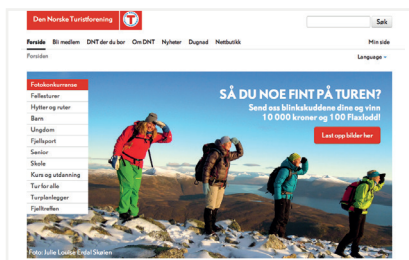 Den Norske Turistforening
T
Søk
Forside Bli medlem DNT der du bor Om DNT Nyheter Dugnad Nettbutikk Min side
Forsiden Language
Fotokonkurranse
Fellesturer
Hytter og ruter
Barn
Ungdom
Fjellsport
Senior
Skole
Kurs og utdanning
Tur for alle
Turplanlegger
Fjelltreffen
SÅ DU NOE FINT PÅ TUREN?
Send oss blinkskuddene dine og vinn
10 000 kroner og 100 Flaxlodd!
Last opp bilder her
Foto: Julie Louise Erdal Skøien